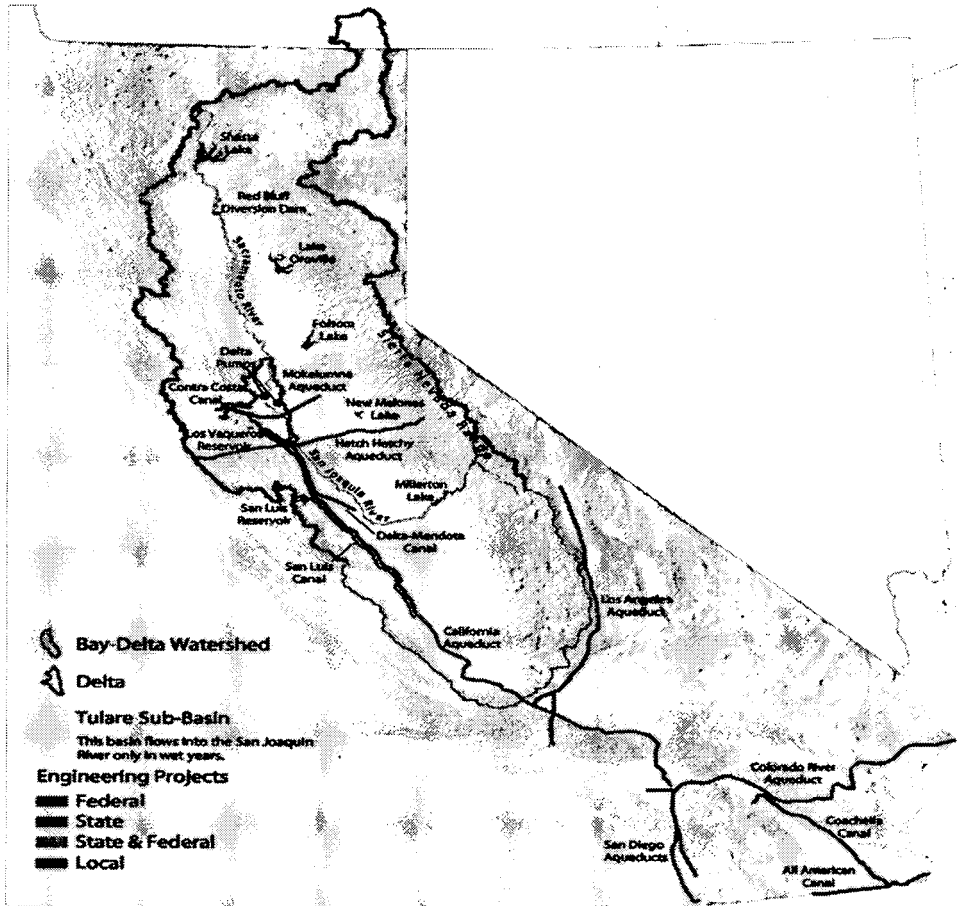 Shasta
Lake
Red Bluff
Diversion Dam
Sacramento River
Lake
Oroville
Folsom
Lake
Sierra Nevada Range
Delta
Pumps
Mokelumne
Aqueduct
Contra Costa
Canal
New Melones
Lake
Los Vaqueros
Reservoir
Hetch Hetchy
Aqueduct
San Joaquin River
Millerton
Lake
San Luis
Reservoir
Delta-Mendota
Canal
San Luis
Canal
Los Angeles
Aqueduct
California
Aqueduct
Bay-Delta Watershed
Delta
Tulare Sub-Basin
This basin flows into the San Joaquin
River only in wet years.
Engineering Projects
Federal
State
State & Federal
Local
Colorado River
Aqueduct
Coachella
Canal
San Diego
Aqueducts
All American
Canal